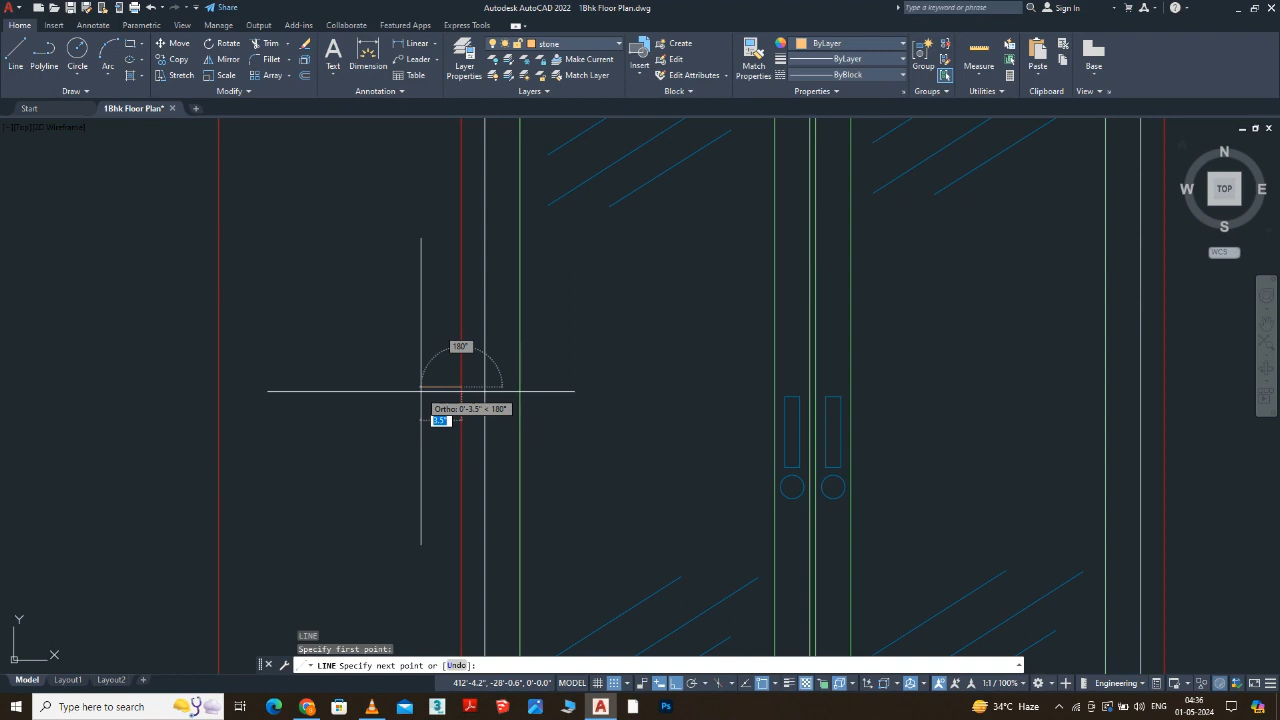 Share
Autodesk AutoCAD 2022 1Bhk Floor Plan.dwg
Type a keyword or phrase
Sign In
Home Insert Annotate Parametric View Manage Output Add-ins Collaborate Featured Apps Express Tools
Line Polyline Circle Arc
Move Rotate Trim
Copy Mirror Fillet
Stretch Scale Array
Text Dimension
Linear
Leader
Table
Layer Properties
stone
Make Current
Match Layer
Insert
Create
Edit
Edit Attributes
Match Properties
ByLayer
ByLayer
ByBlock
Group
Measure
Paste
Base
Draw Modify Annotation Layers Block Properties Groups Utilities Clipboard View
Start 1Bhk Floor Plan*
[-][Top][2D Wireframe]
N
W TOP E
S
WCS
180°
Ortho: 0'-3.5" < 180°
3.5"
Y
X
LINE
Specify first point:
LINE Specify next point or [Undo]:
Model Layout1 Layout2
412'-4.2", -28'-0.6", 0'-0.0" MODEL
1:1 / 100%
Engineering
Type here to search
34°C Haze
ENG
04:36
01-05-2024